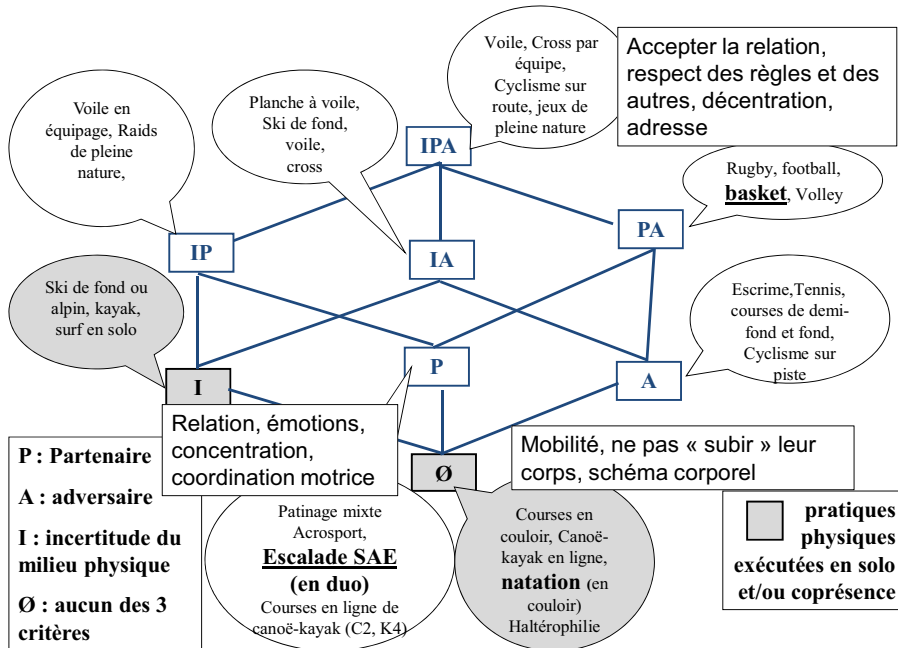 Voile, Cross par
équipe,
Cyclisme sur
route, jeux de
pleine nature
Accepter la relation,
respect des règles et des
autres, décentration,
adresse
Voile en
équipage, Raids
de pleine
nature,
Planche à voile,
Ski de fond,
voile,
cross
IPA
Rugby, football,
basket, Volley
IP
IA
PA
Ski de fond ou
alpin, kayak,
surf en solo
Escrime,Tennis,
courses de demi-
fond et fond,
Cyclisme sur
piste
I
P
A
Relation, émotions,
concentration,
coordination motrice
Ø
Mobilité, ne pas « subir » leur
corps, schéma corporel
P : Partenaire
A : adversaire
I : incertitude du
milieu physique
Ø : aucun des 3
critères
Patinage mixte
Acrosport,
Escalade SAE
(en duo)
Courses en ligne de
canoë-kayak (C2, K4)
Courses en
couloir, Canoë-
kayak en ligne,
natation (en
couloir)
Haltérophilie
pratiques
physiques
exécutées en solo
et/ou coprésence